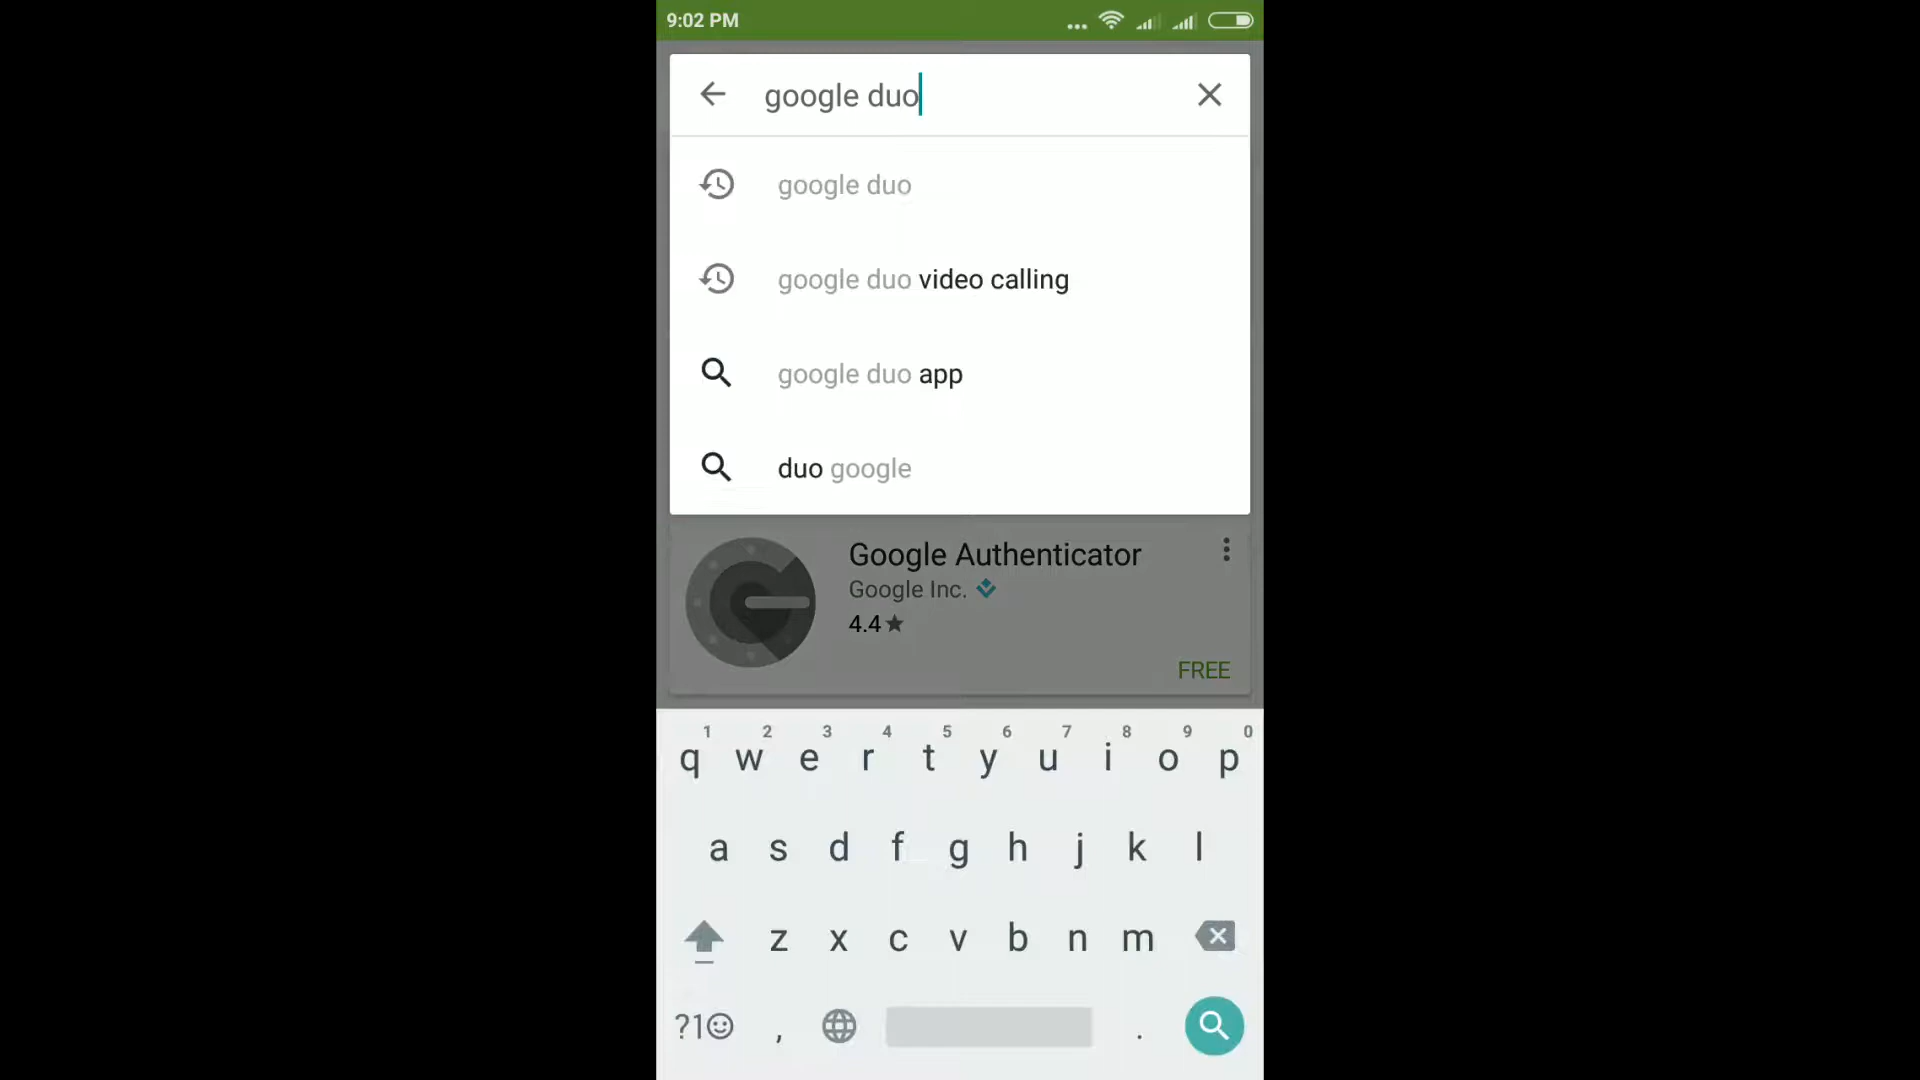 9:02 PM
google duo
google duo
google duo video calling
google duo app
duo google
Google Authenticator
Google Inc.
4.4★
FREE
1 2 3 4 5 6 7 8 9 0
q w e r t y u i o p
a s d f g h j k l
z x c v b n m
?1☺ , .